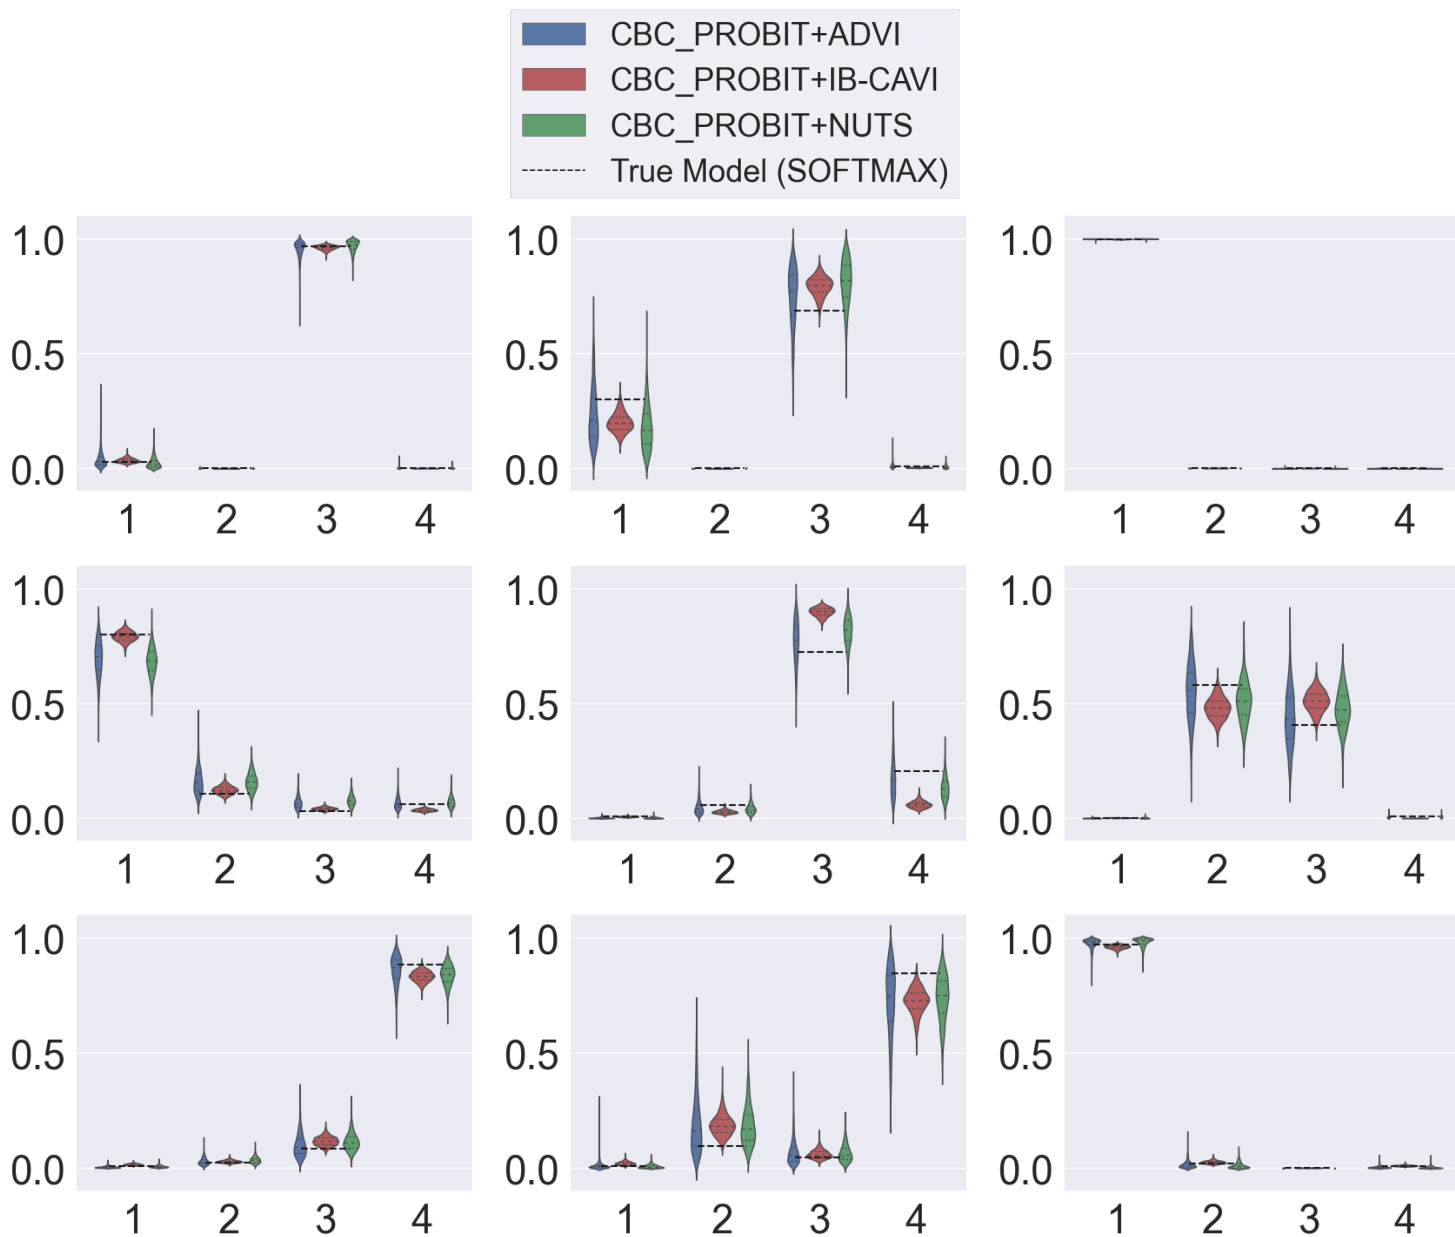 CBC_PROBIT+ADVI
CBC_PROBIT+IB-CAVI
CBC_PROBIT+NUTS
True Model (SOFTMAX)
1.0 1.0 1.0
0.5 0.5 0.5
0.0 0.0 0.0
1 2 3 4 1 2 3 4 1 2 3 4
1.0 1.0 1.0
0.5 0.5 0.5
0.0 0.0 0.0
1 2 3 4 1 2 3 4 1 2 3 4
1.0 1.0 1.0
0.5 0.5 0.5
0.0 0.0 0.0
1 2 3 4 1 2 3 4 1 2 3 4